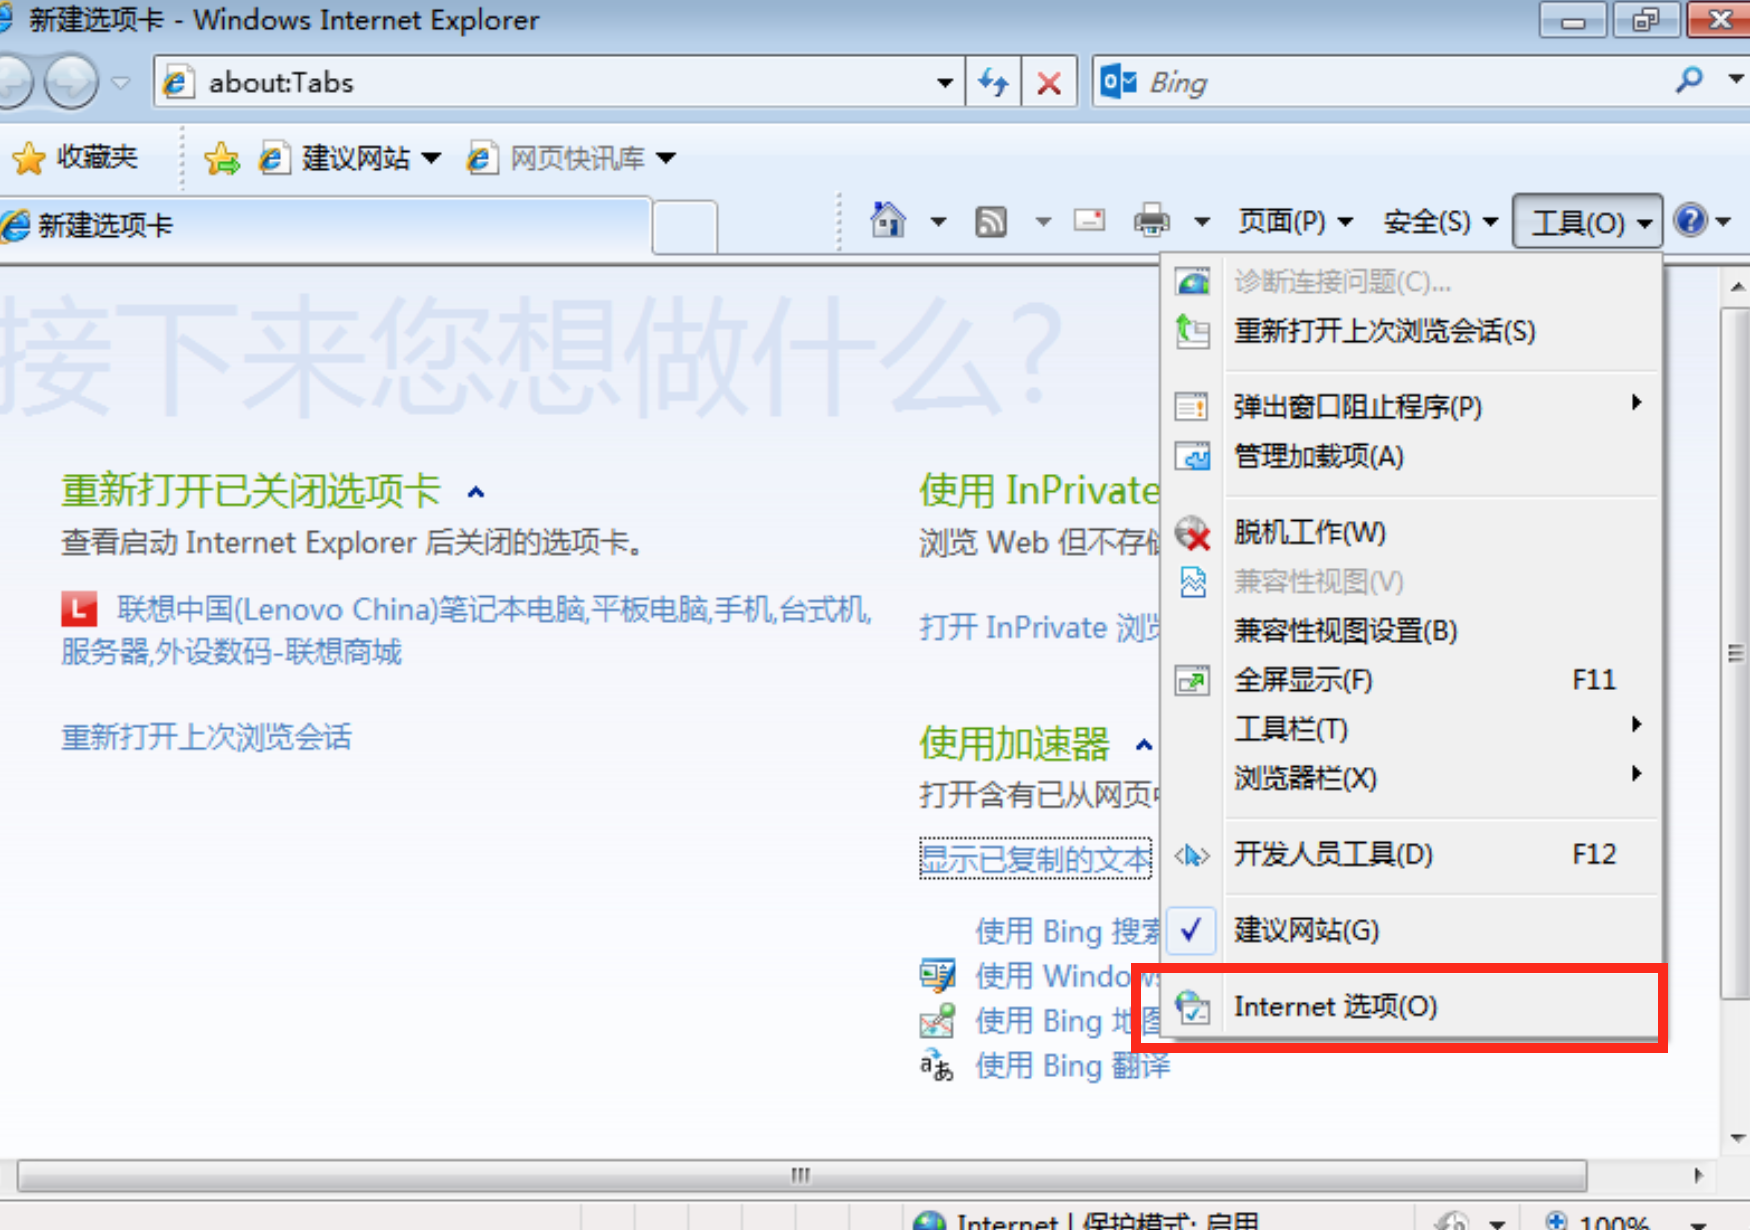 新建选项卡 - Windows Internet Explorer
about:Tabs
Bing
收藏夹
建议网站
网页快讯库
新建选项卡
页面(P)
安全(S)
工具(O)
接下来您想做什么?
重新打开已关闭选项卡
查看启动 Internet Explorer 后关闭的选项卡。
联想中国(Lenovo China)笔记本电脑,平板电脑,手机,台式机,
服务器,外设数码-联想商城
重新打开上次浏览会话
使用 InPrivate
浏览 Web 但不存储
打开 InPrivate 浏览
使用加速器
打开含有已从网页中
显示已复制的文本
使用 Bing 搜索
使用 Windows
使用 Bing 地图
使用 Bing 翻译
诊断连接问题(C)...
重新打开上次浏览会话(S)
弹出窗口阻止程序(P)
管理加载项(A)
脱机工作(W)
兼容性视图(V)
兼容性视图设置(B)
全屏显示(F) F11
工具栏(T)
浏览器栏(X)
开发人员工具(D) F12
建议网站(G)
Internet 选项(O)
Internet | 保护模式: 启用
100%